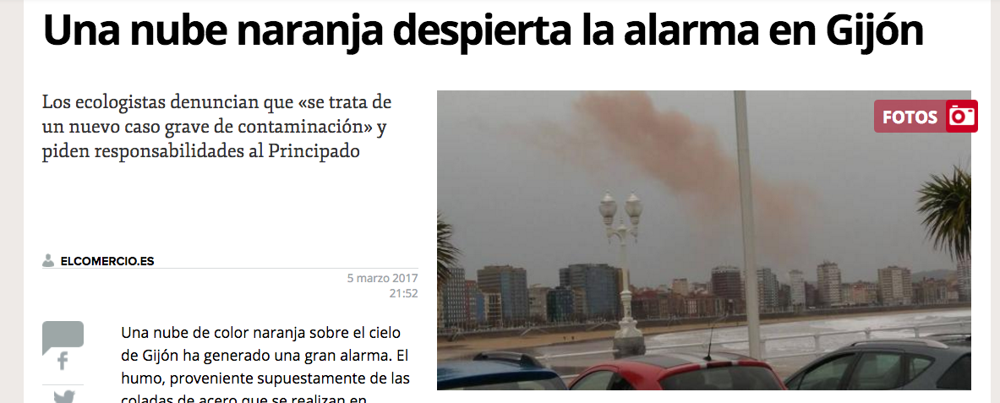 Una nube naranja despierta la alarma en Gijón
Los ecologistas denuncian que «se trata de
un nuevo caso grave de contaminación» y
piden responsabilidades al Principado
FOTOS
ELCOMERCIO.ES
5 marzo 2017
21:52
Una nube de color naranja sobre el cielo
de Gijón ha generado una gran alarma. El
humo, proveniente supuestamente de las
coladas de acero que se realizan en